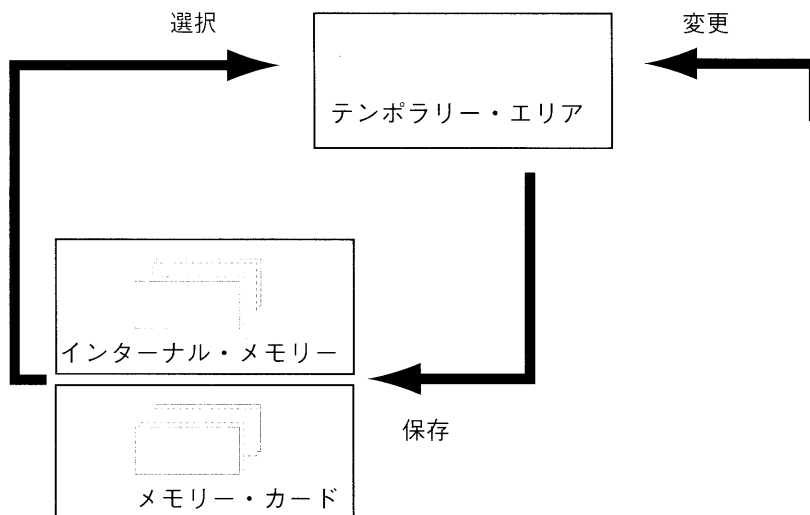 選択
変更
テンポラリー・エリア
インターナル・メモリー
保存
メモリー・カード